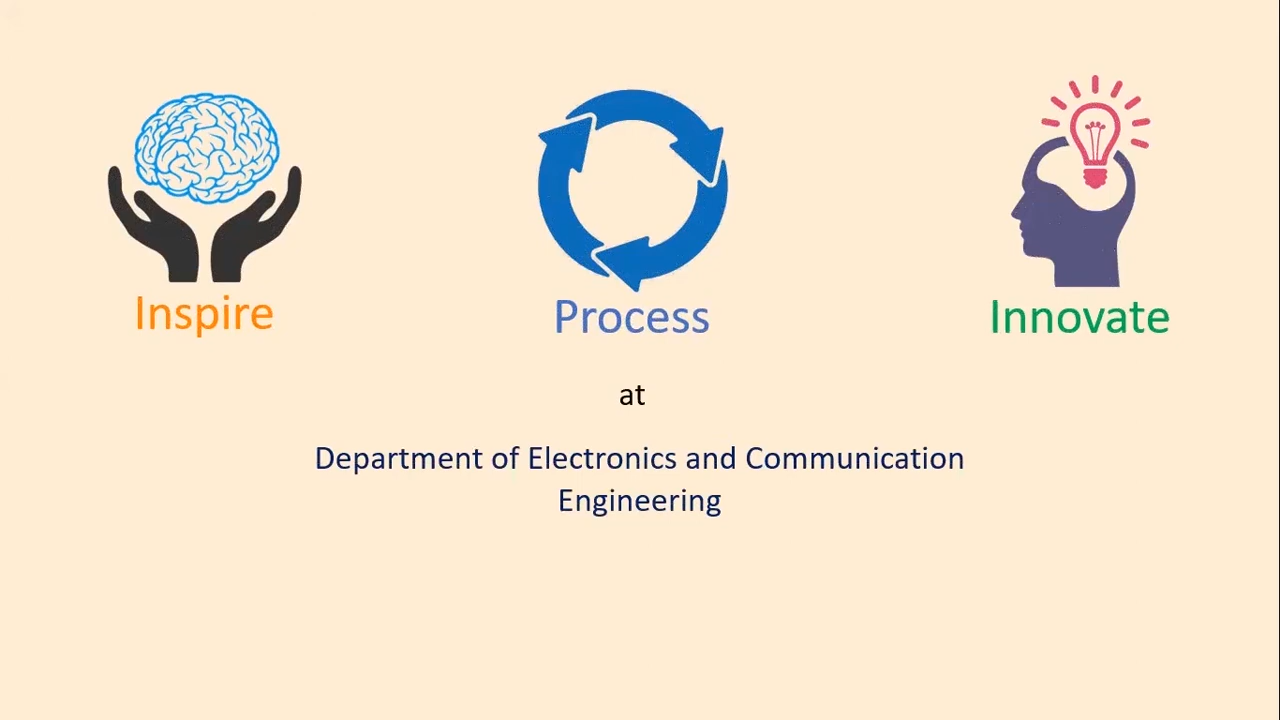 Inspire
Process
Innovate
at
Department of Electronics and Communication
Engineering